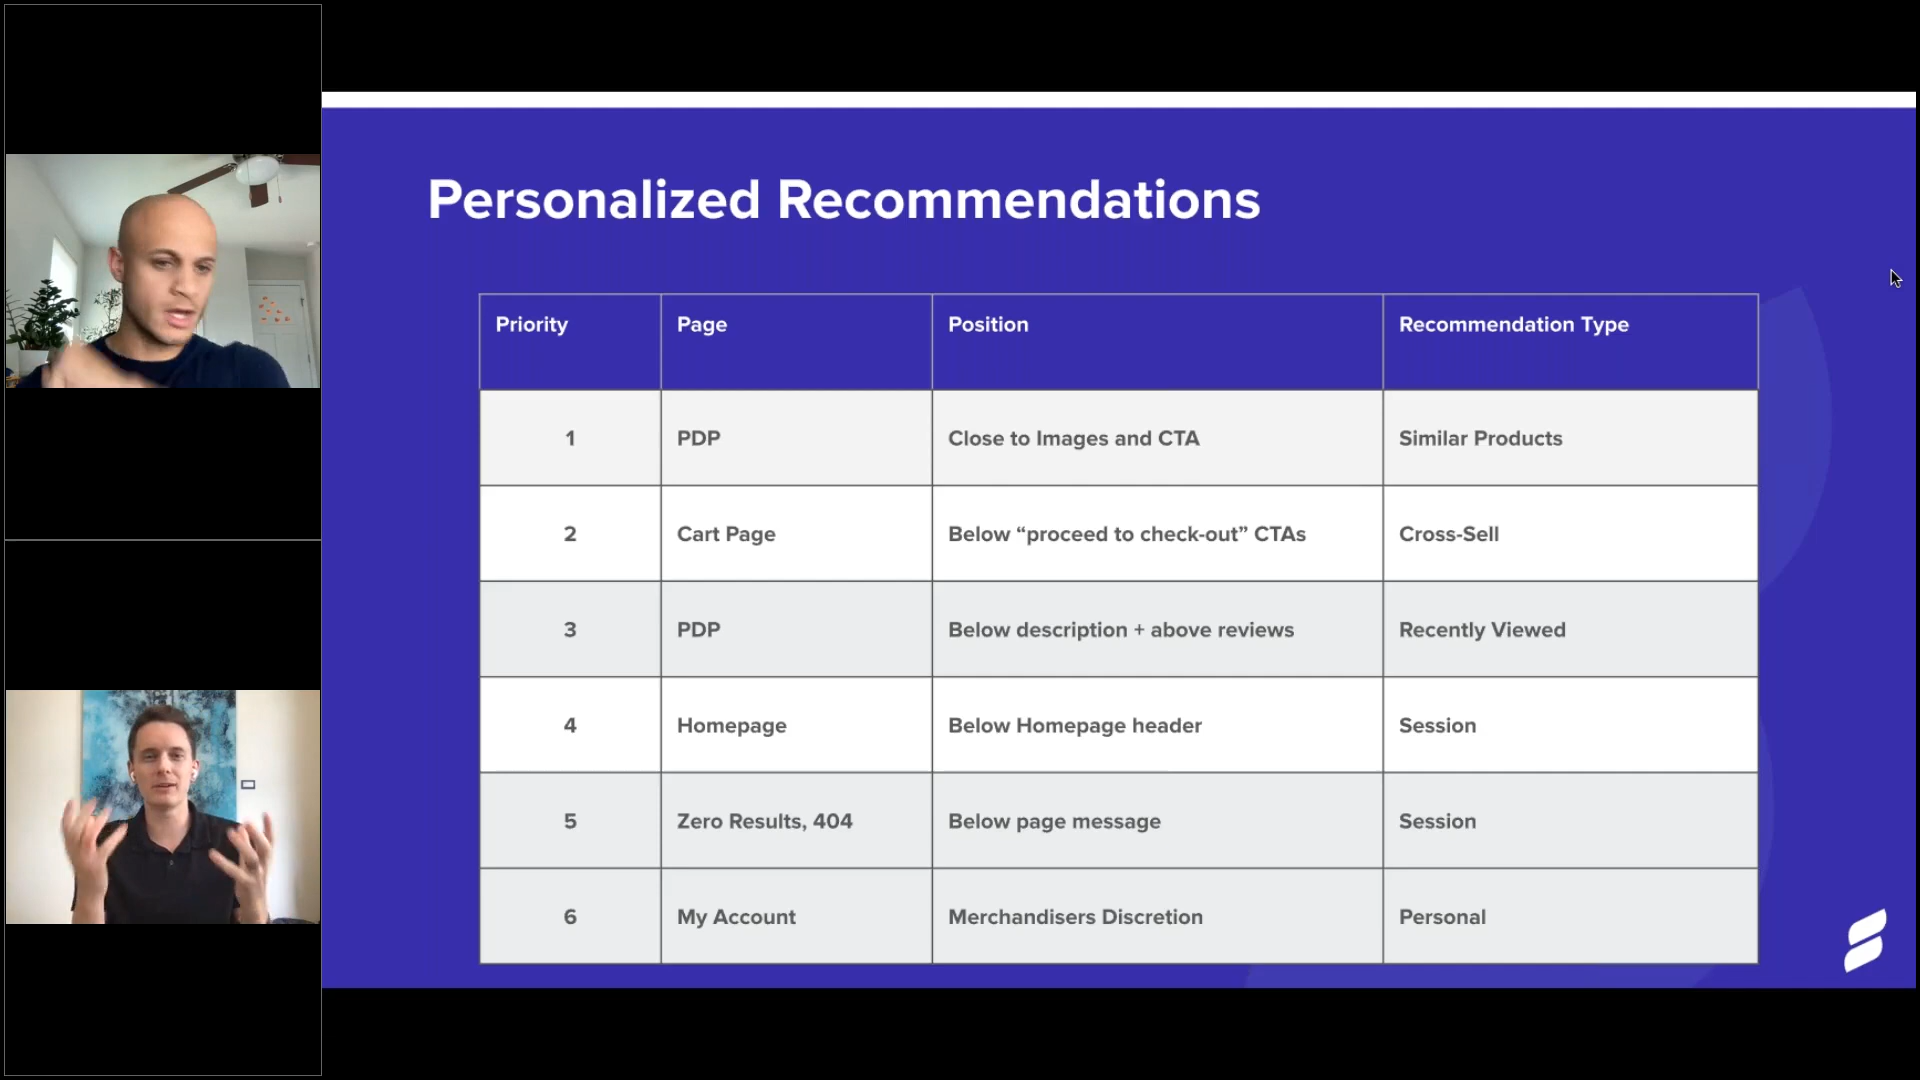 Personalized Recommendations
Priority Page Position Recommendation Type
1 PDP Close to Images and CTA Similar Products
2 Cart Page Below “proceed to check-out” CTAs Cross-Sell
3 PDP Below description + above reviews Recently Viewed
4 Homepage Below Homepage header Session
5 Zero Results, 404 Below page message Session
6 My Account Merchandisers Discretion Personal